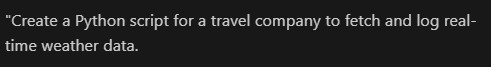 "Create a Python script for a travel company to fetch and log real-
time weather data.